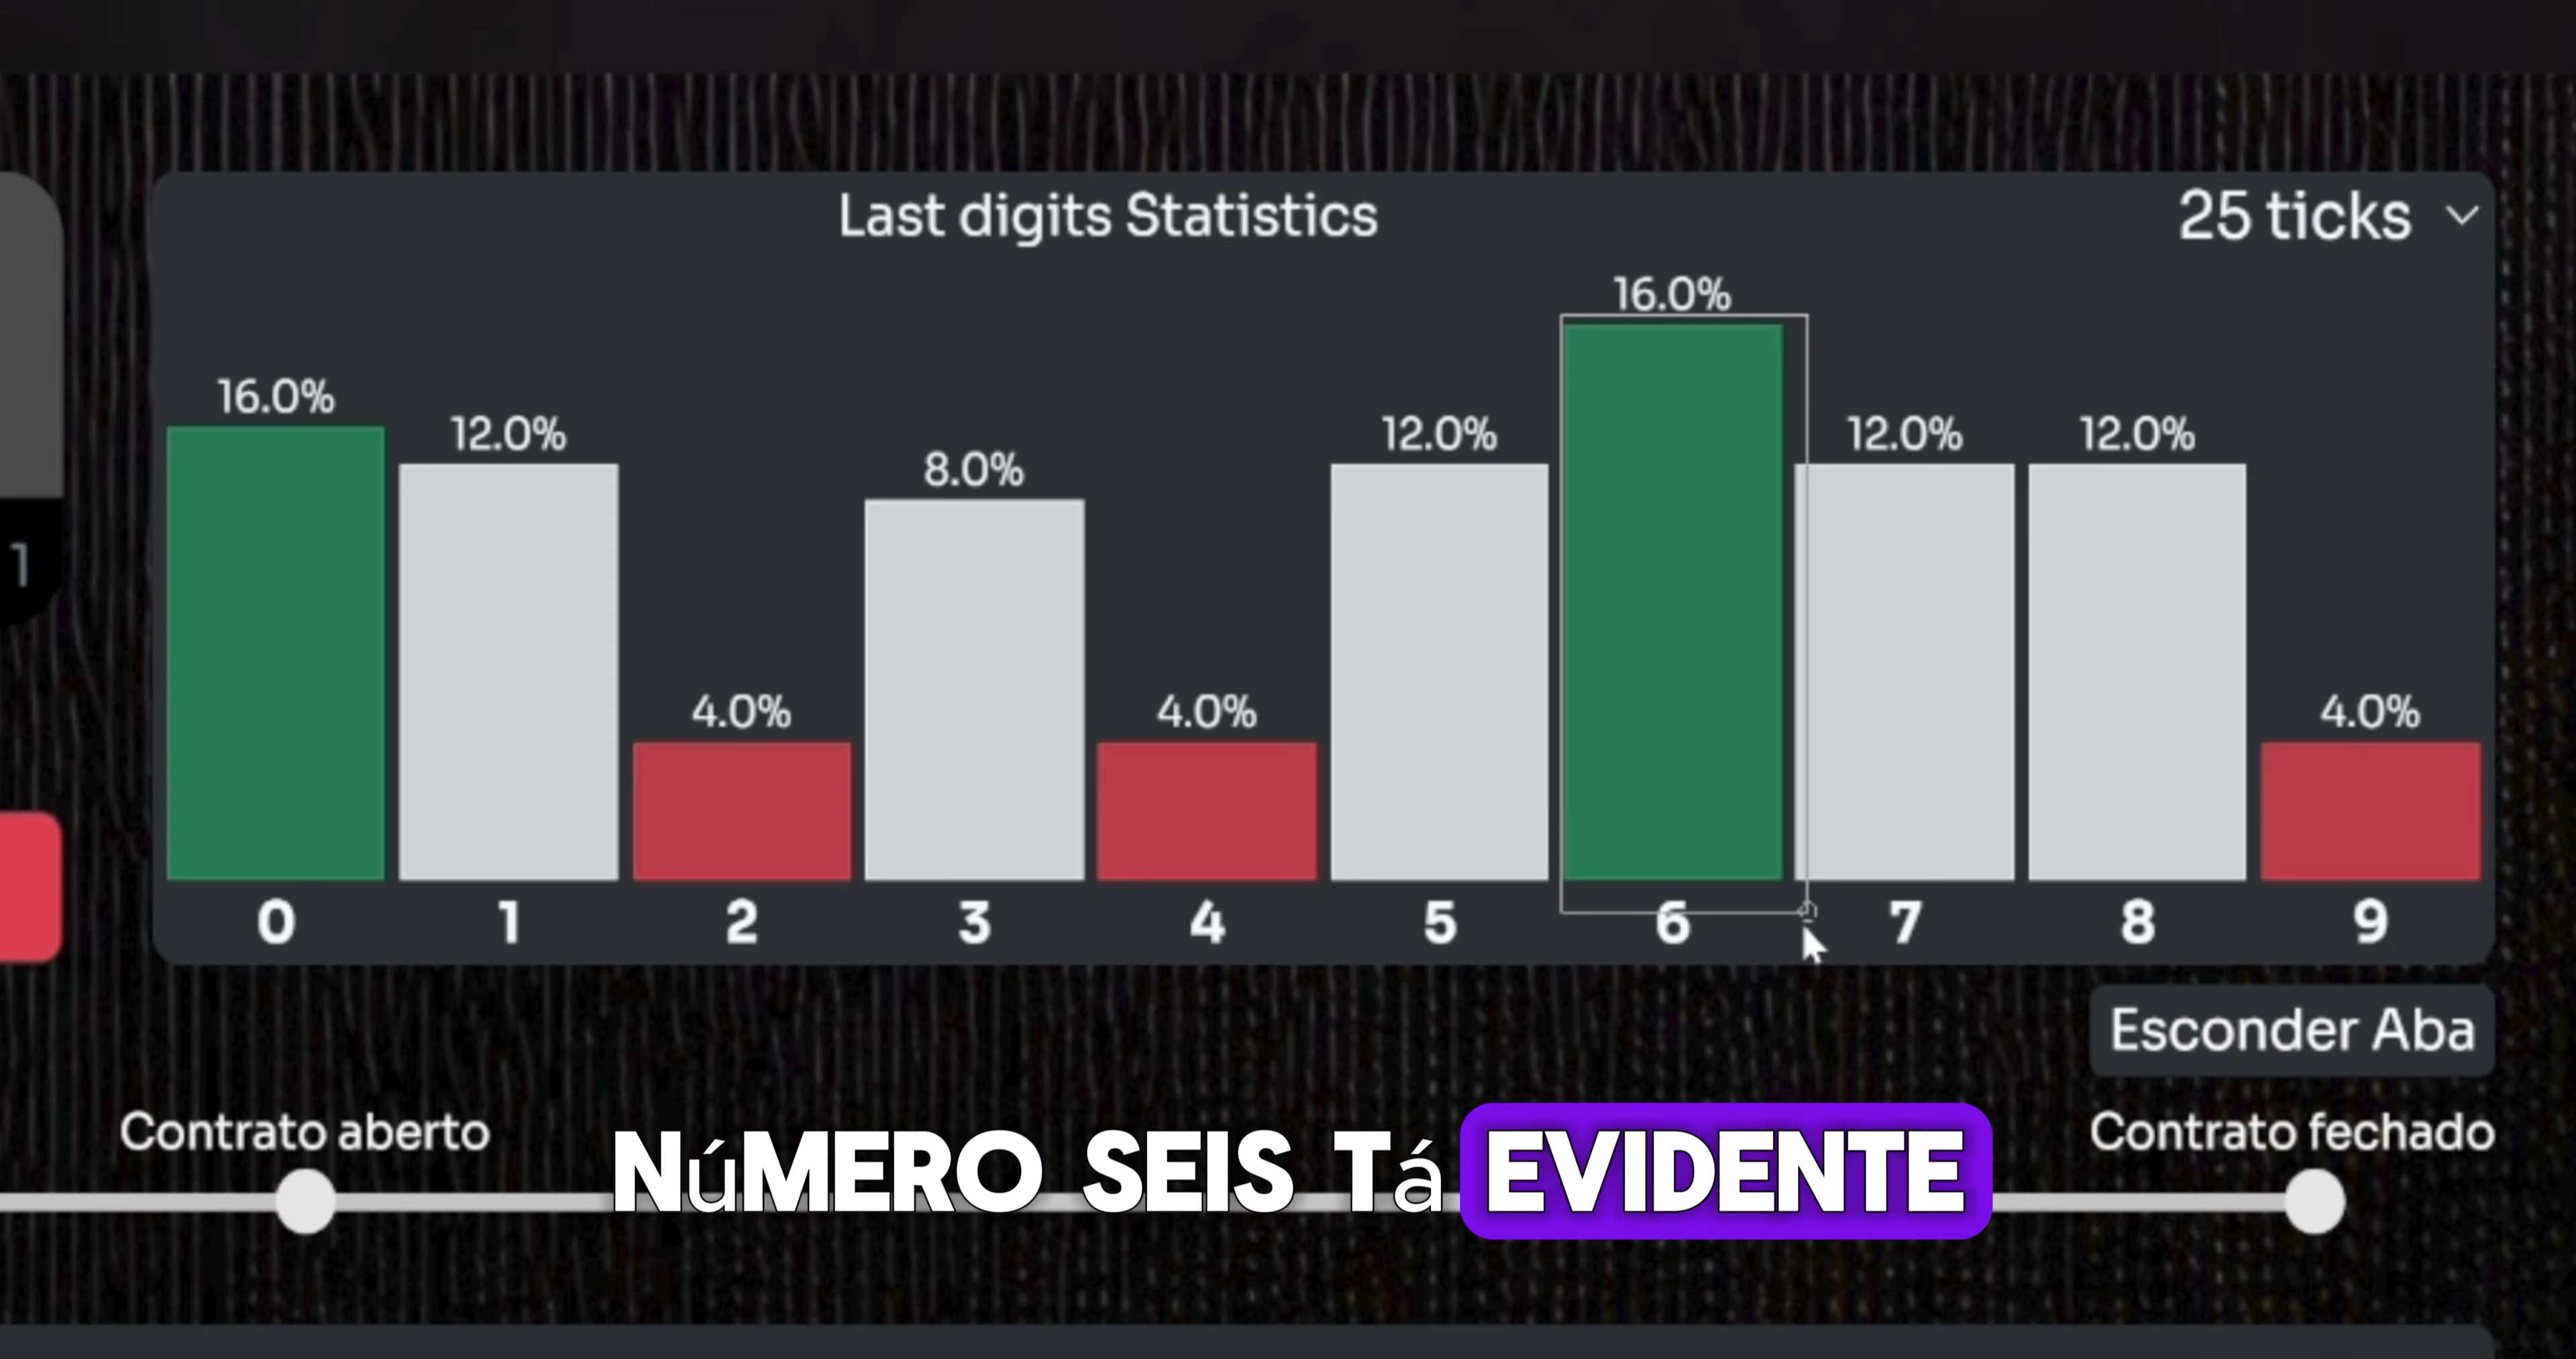 Last digits Statistics
25 ticks
16.0%
16.0%
12.0%
12.0%
12.0%
12.0%
8.0%
4.0%
4.0%
4.0%
1
0 1 2 3 4 5 6 7 8 9
Esconder Aba
Contrato aberto
Contrato fechado
NúMERO SEIS Tá EVIDENTE